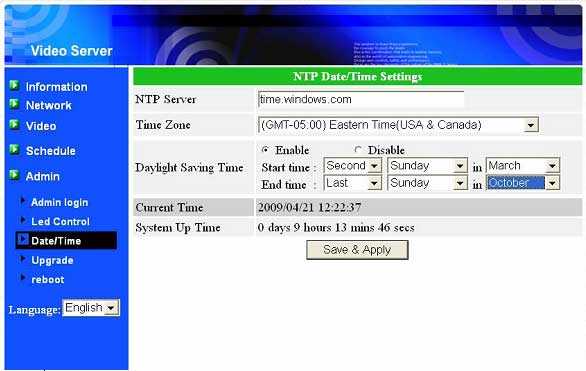 Video Server
Information
Network
Video
Schedule
Admin
Admin login
Led Control
Date/Time
Upgrade
reboot
Language: English
NTP Date/Time Settings
NTP Server time.windows.com
Time Zone (GMT-05:00) Eastern Time(USA & Canada)
Daylight Saving Time
Enable Disable
Start time : Second Sunday in March
End time : Last Sunday in October
Current Time 2009/04/21 12:22:37
System Up Time 0 days 9 hours 13 mins 46 secs
Save & Apply